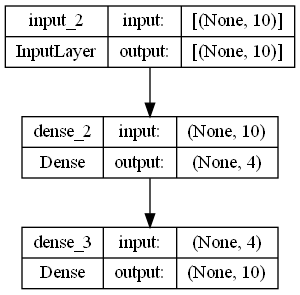 input_2 input: [(None, 10)]
InputLayer output: [(None, 10)]
dense_2 input: (None, 10)
Dense output: (None, 4)
dense_3 input: (None, 4)
Dense output: (None, 10)